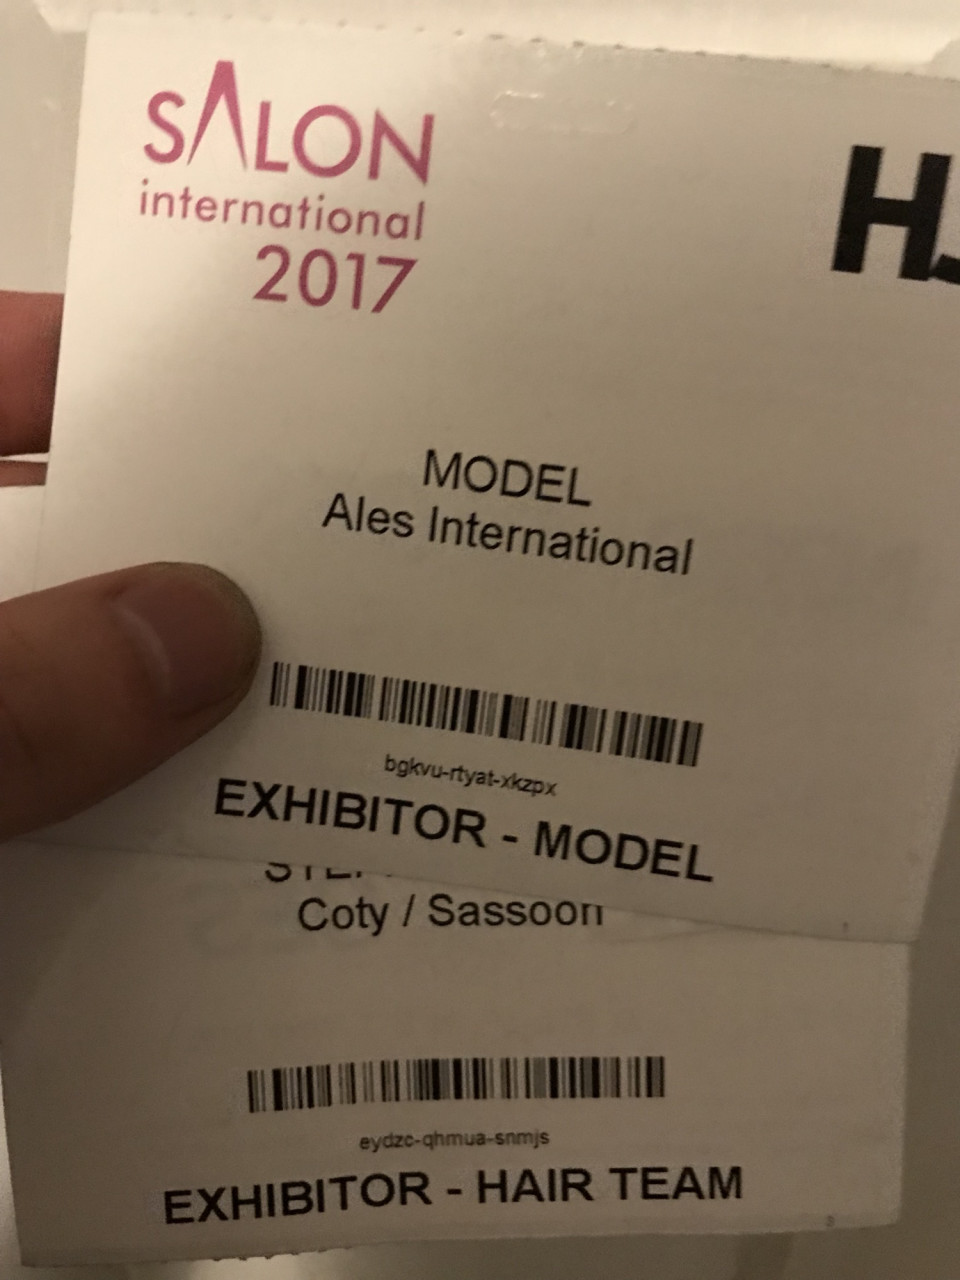 SALON
international
2017
MODEL
Ales International
bgkvu-rtyat-xkzpx
EXHIBITOR - MODEL
Coty / Sassoon
eydzc-qhmua-snmjs
EXHIBITOR - HAIR TEAM